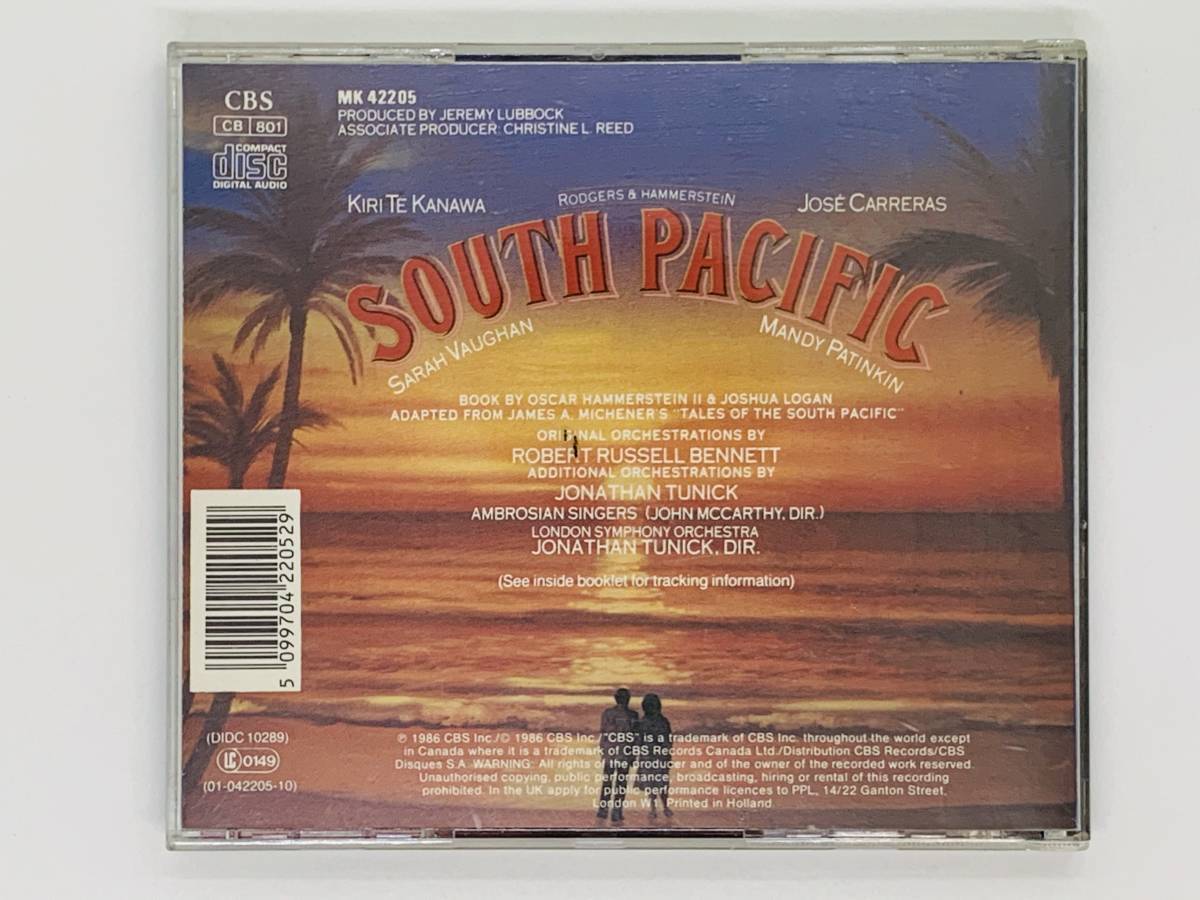 CBS
CB 801
COMPACT
disc
DIGITAL AUDIO
MK 42205
PRODUCED BY JEREMY LUBBOCK
ASSOCIATE PRODUCER: CHRISTINE L. REED
KIRI TE KANAWA
RODGERS & HAMMERSTEIN
JOSÉ CARRERAS
SOUTH PACIFIC
SARAH VAUGHAN
MANDY PATINKIN
BOOK BY OSCAR HAMMERSTEIN II & JOSHUA LOGAN
ADAPTED FROM JAMES A. MICHENER'S "TALES OF THE SOUTH PACIFIC"
ORIGINAL ORCHESTRATIONS BY
ROBERT RUSSELL BENNETT
ADDITIONAL ORCHESTRATIONS BY
JONATHAN TUNICK
AMBROSIAN SINGERS (JOHN MCCARTHY, DIR.)
LONDON SYMPHONY ORCHESTRA
JONATHAN TUNICK, DIR.
(See inside booklet for tracking information)
5 099704 220529
(DIDC 10289)
LC 0149
(01-042205-10)
℗ 1986 CBS Inc./© 1986 CBS Inc./"CBS" is a trademark of CBS Inc. throughout the world except
in Canada where it is a trademark of CBS Records Canada Ltd./Distribution CBS Records/CBS
Disques S.A. WARNING: All rights of the producer and of the owner of the recorded work reserved.
Unauthorised copying, public performance, broadcasting, hiring or rental of this recording
prohibited. In the UK apply for public performance licences to PPL, 14/22 Ganton Street,
London W1. Printed in Holland.